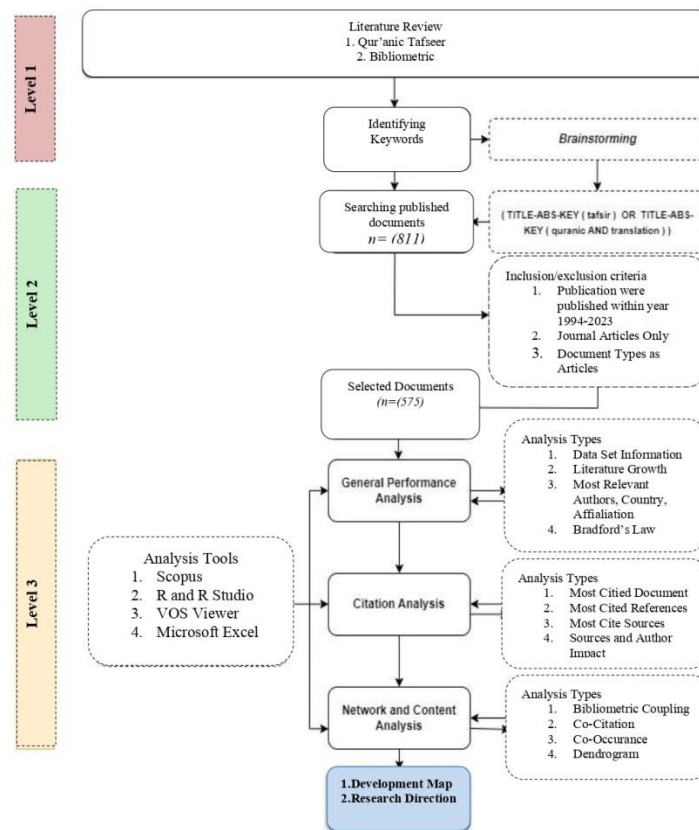 Level 1
Literature Review
1. Qur'anic Tafseer
2. Bibliometric
Identifying
Keywords
Brainstorming
Level 2
Searching published
documents
n= (811)
( TITLE-ABS-KEY ( tafsir ) OR TITLE-ABS-
KEY ( quranic AND translation ) )
Inclusion/exclusion criteria
1. Publication were
published within year
1994-2023
2. Journal Articles Only
3. Document Types as
Articles
Selected Documents
(n=(575)
Level 3
Analysis Tools
1. Scopus
2. R and R Studio
3. VOS Viewer
4. Microsoft Excel
General Performance
Analysis
Analysis Types
1. Data Set Information
2. Literature Growth
3. Most Relevant
Authors, Country,
Affialiation
4. Bradford's Law
Citation Analysis
Analysis Types
1. Most Citied Document
2. Most Cited References
3. Most Cite Sources
4. Sources and Author
Impact
Network and Content
Analysis
Analysis Types
1. Bibliometric Coupling
2. Co-Citation
3. Co-Occurance
4. Dendrogram
1.Development Map
2.Research Direction